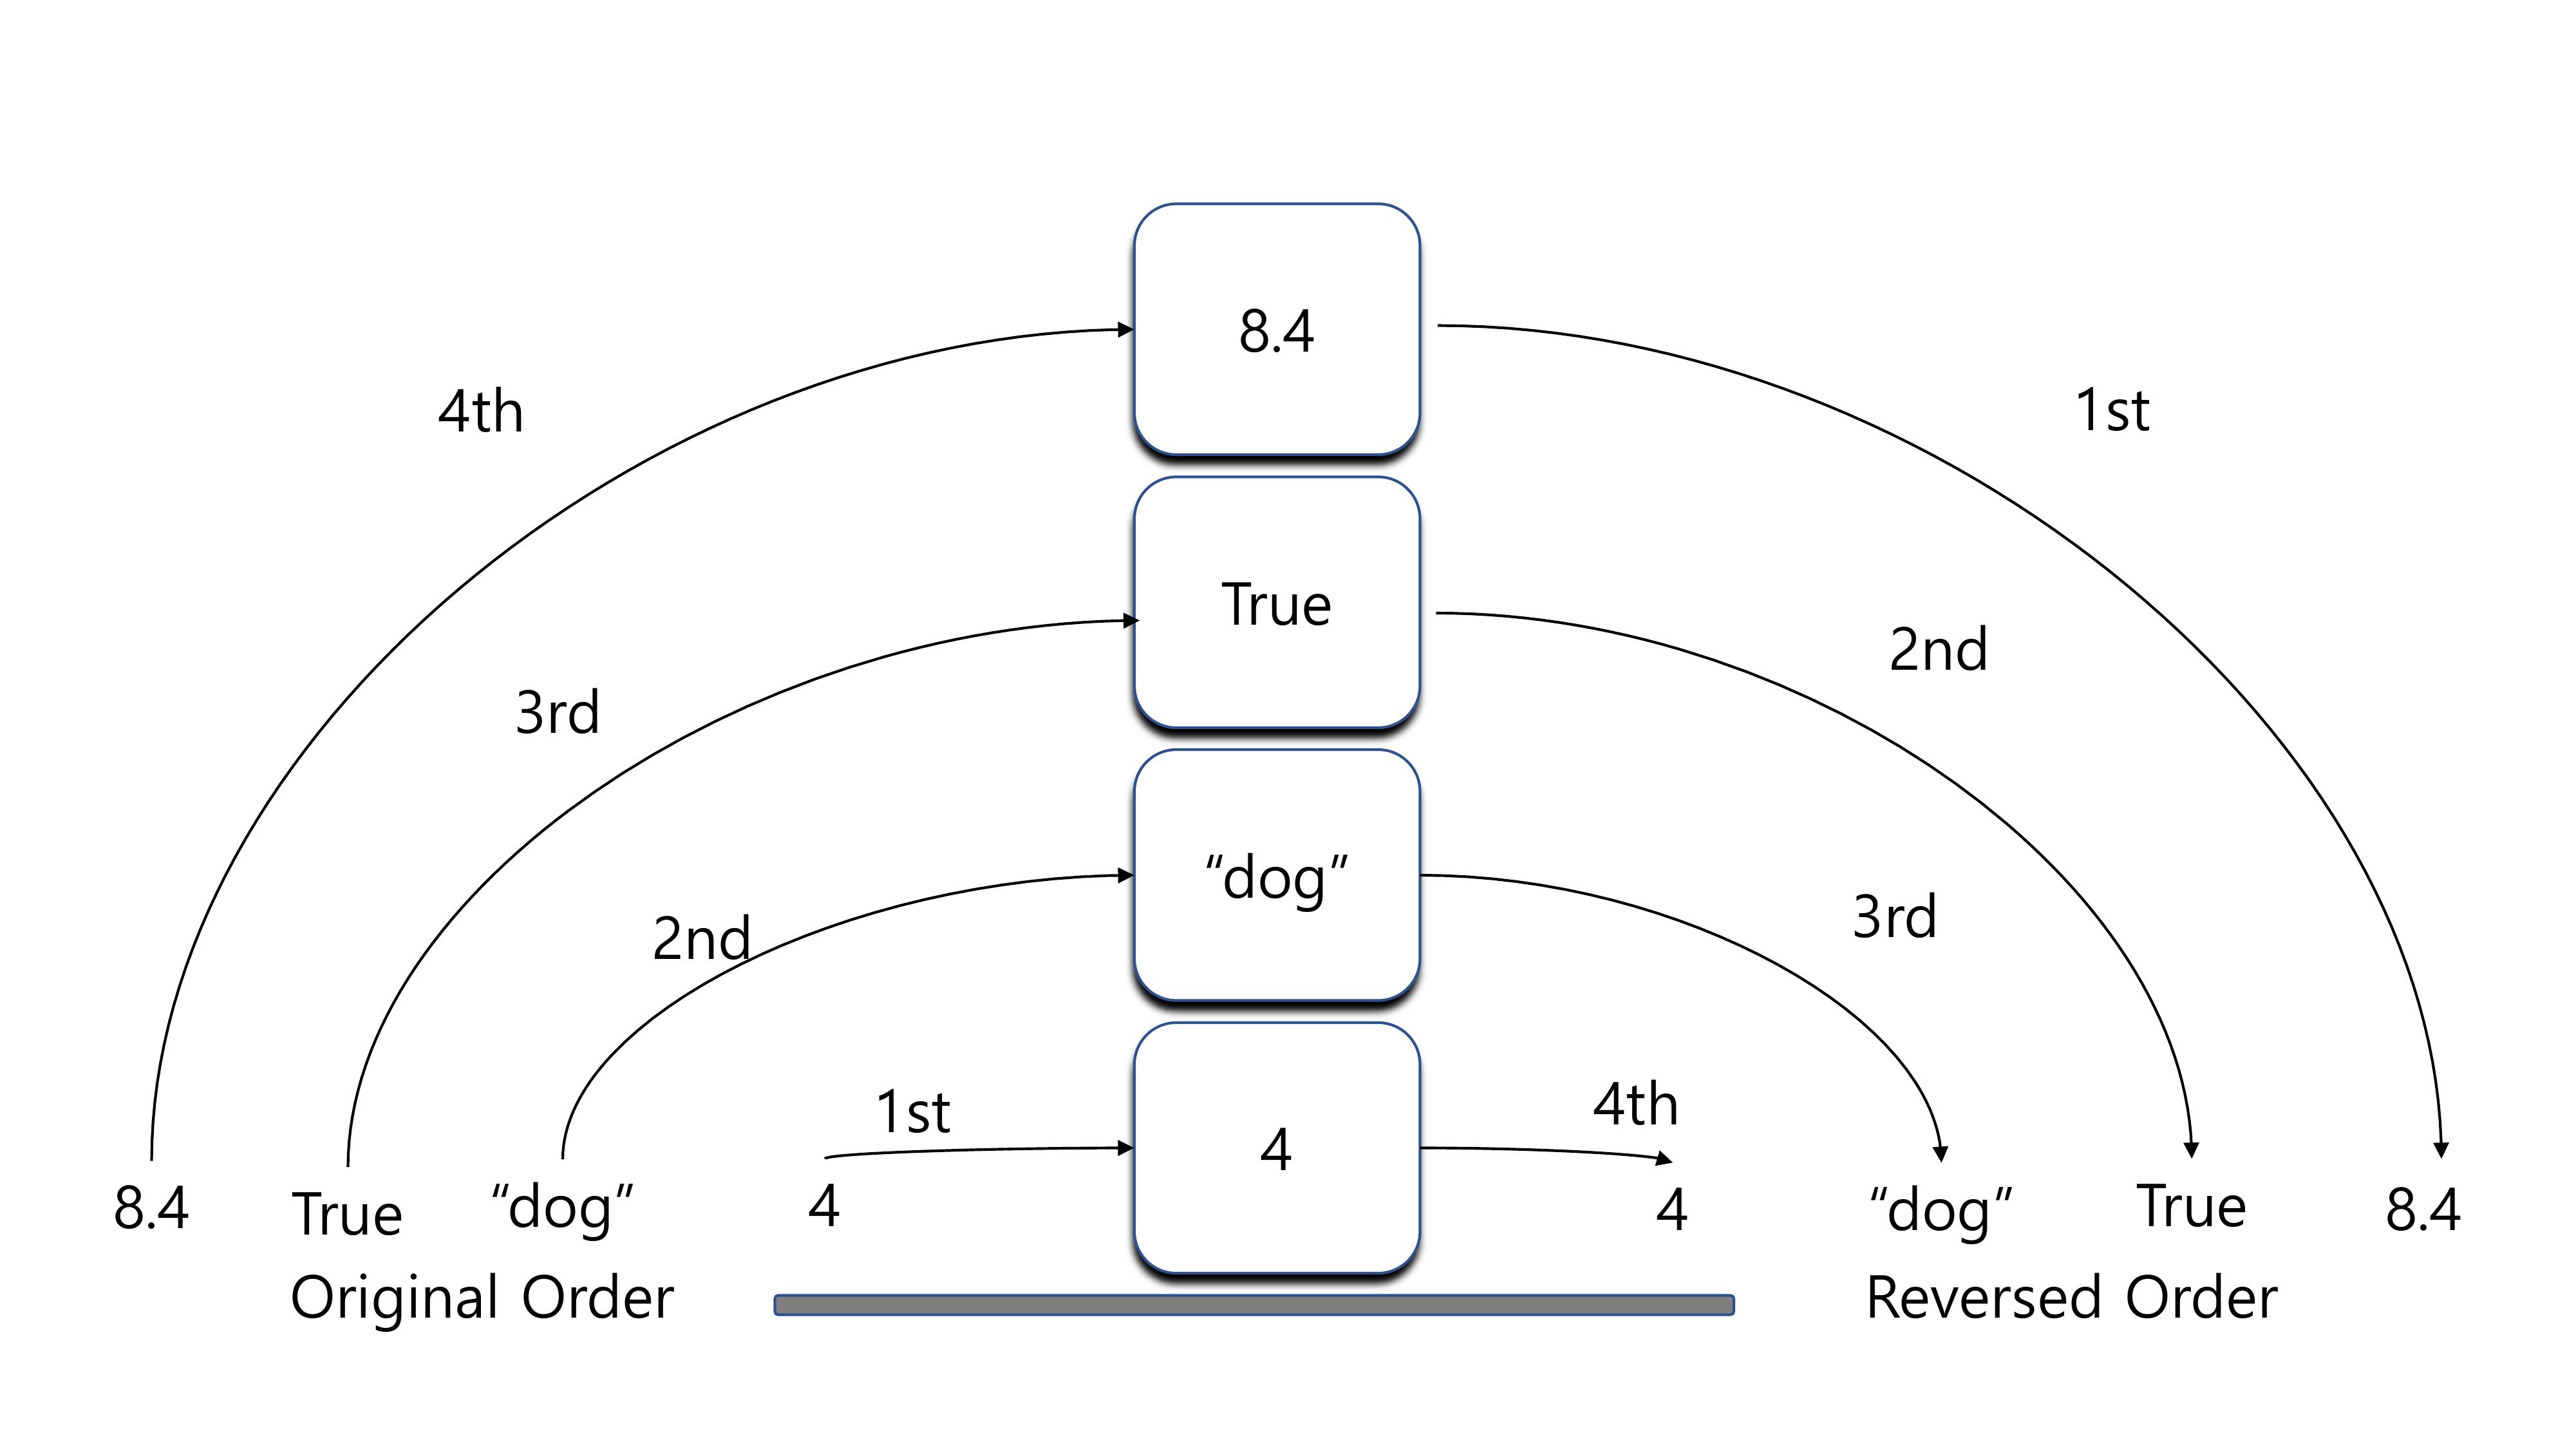 8.4
4th
1st
True
2nd
3rd
“dog”
3rd
2nd
4
1st
4th
8.4
True
“dog”
4
4
“dog”
True
8.4
Original Order
Reversed Order